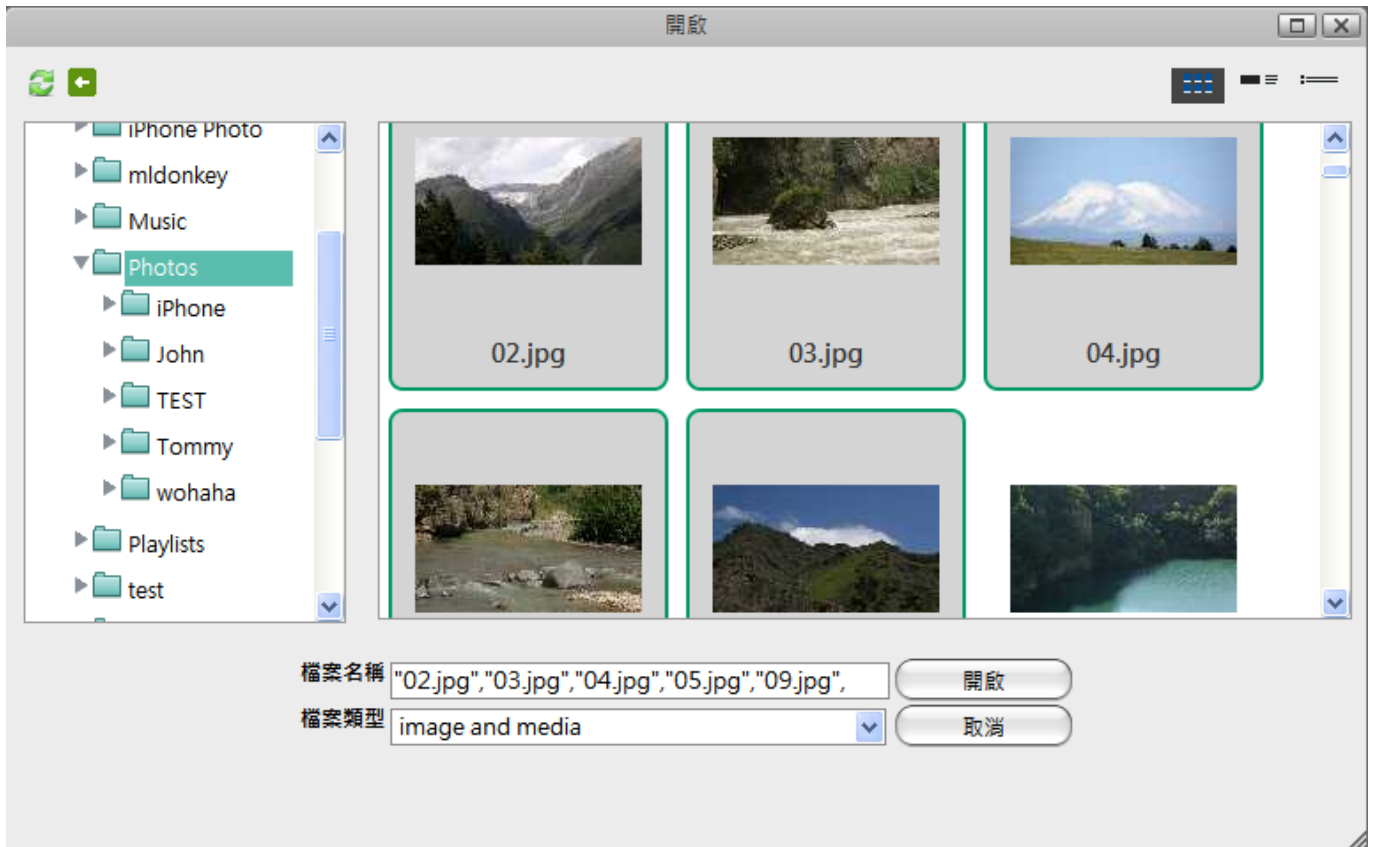 開啟
iPhone Photo
mldonkey
Music
Photos
iPhone
John
TEST
Tommy
wohaha
Playlists
test
02.jpg
03.jpg
04.jpg
檔案名稱 "02.jpg","03.jpg","04.jpg","05.jpg","09.jpg", 開啟
檔案類型 image and media 取消